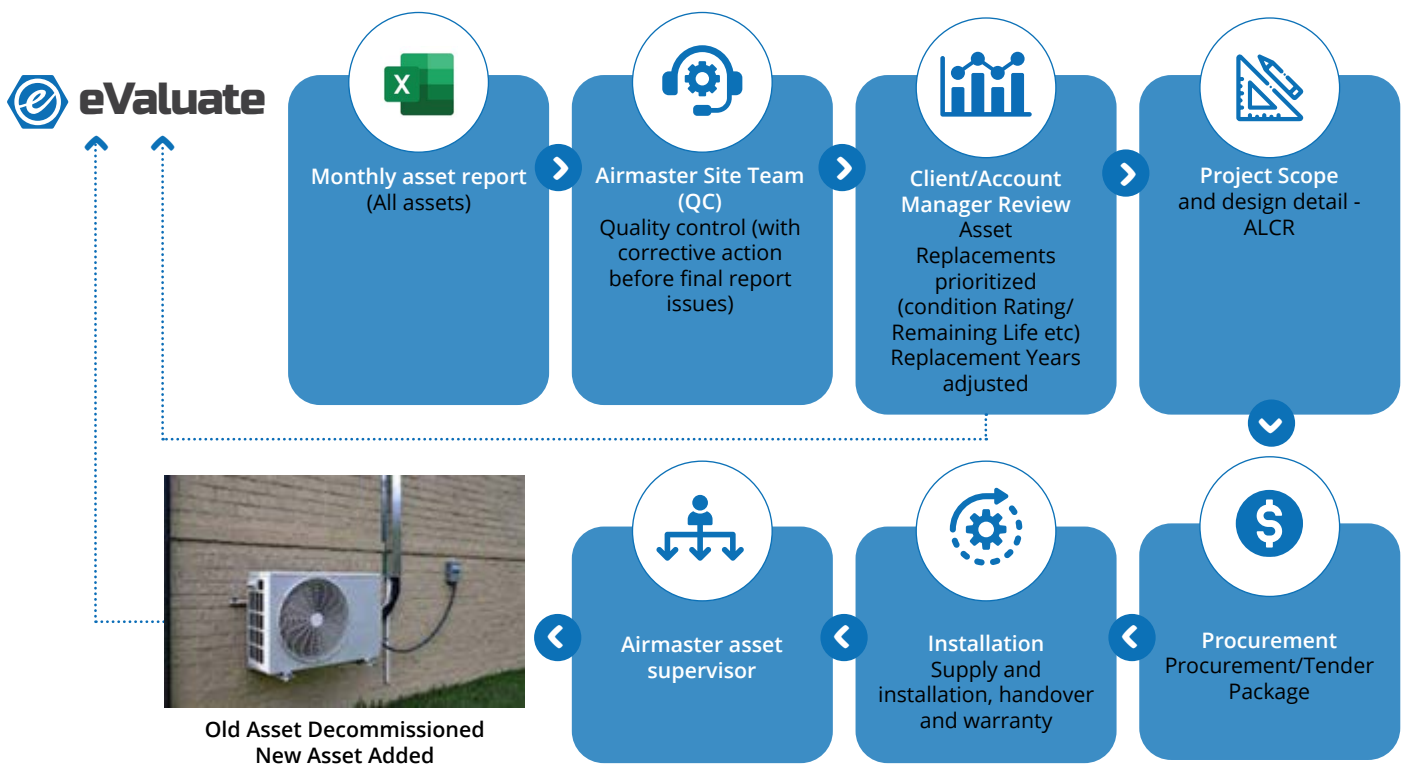 eValuate
X
Monthly asset report
(All assets)
Airmaster Site Team
(QC)
Quality control (with
corrective action
before final report
issues)
Client/Account
Manager Review
Asset
Replacements
prioritized
(condition Rating/
Remaining Life etc)
Replacement Years
adjusted
Project Scope
and design detail -
ALCR
$
Procurement
Procurement/Tender
Package
Installation
Supply and
installation, handover
and warranty
Airmaster asset
supervisor
Old Asset Decommissioned
New Asset Added